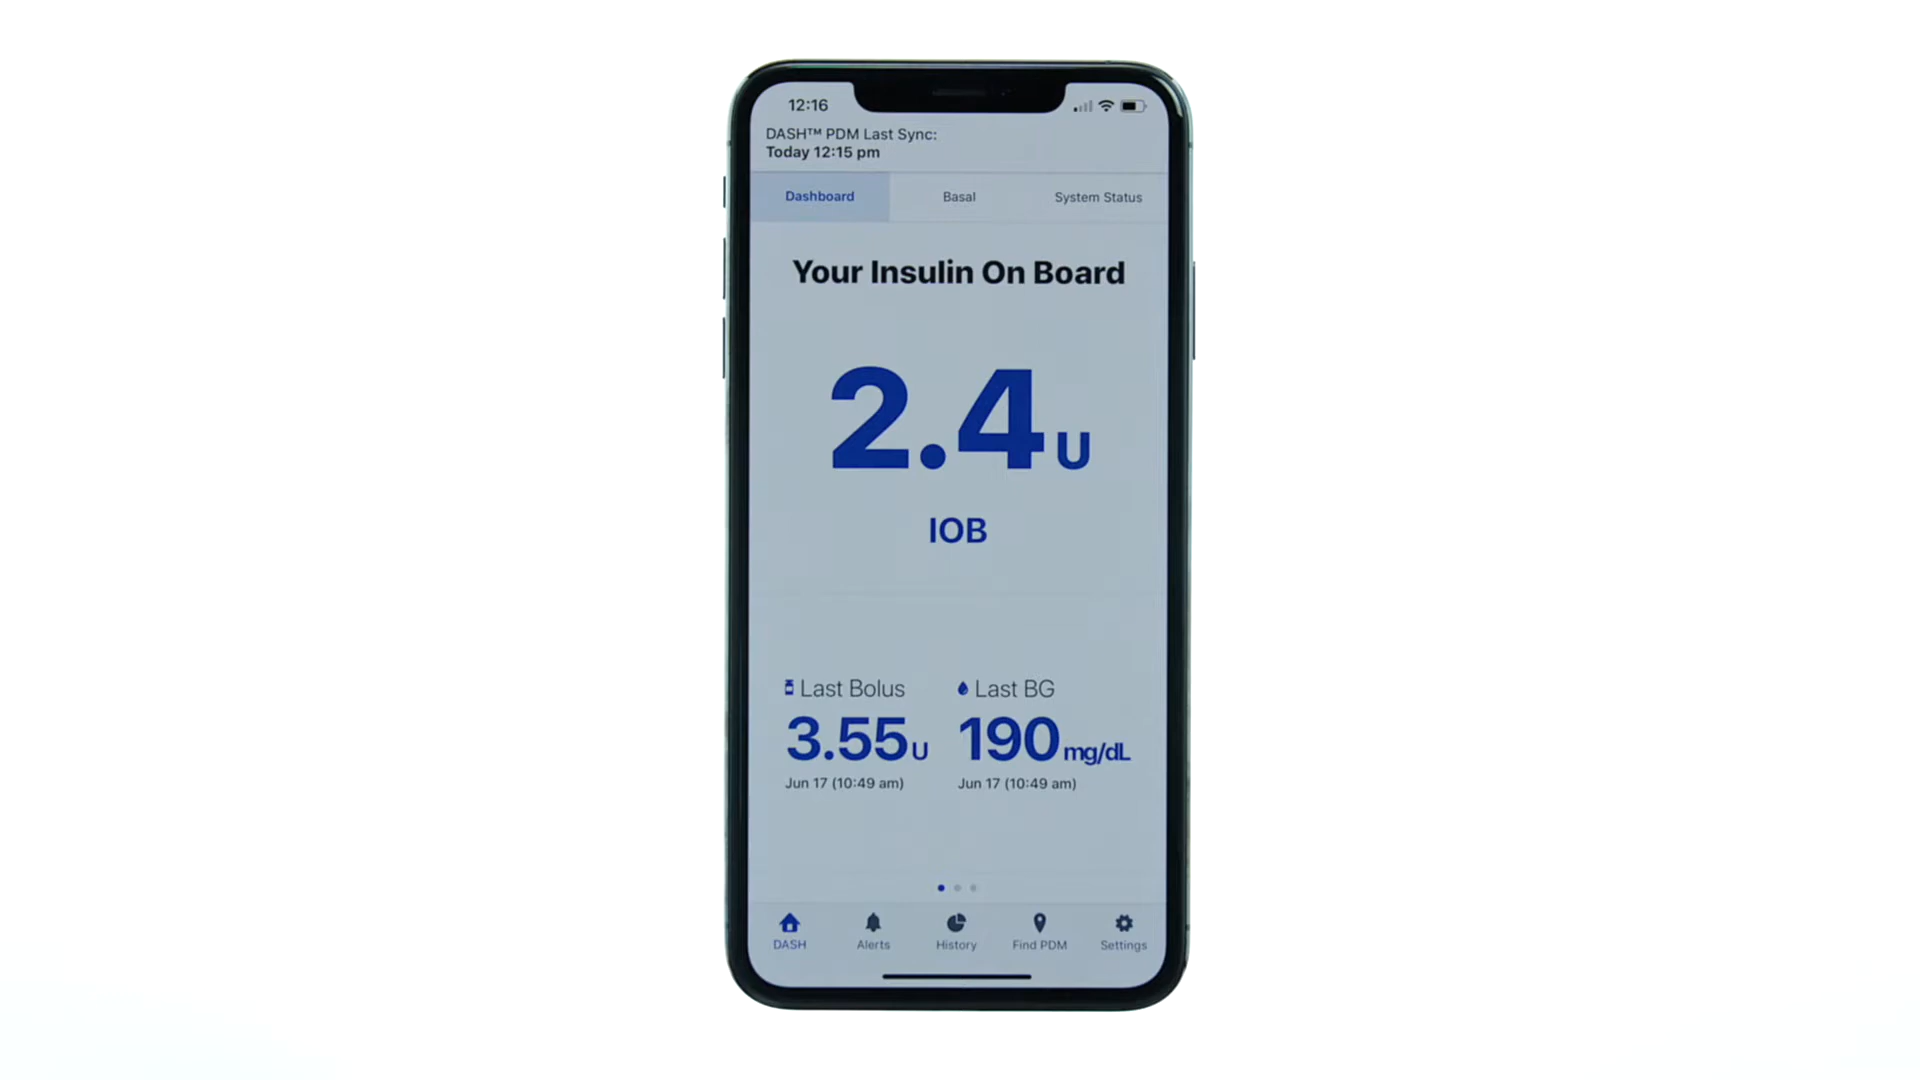 12:16
DASH™ PDM Last Sync:
Today 12:15 pm
Dashboard Basal System Status
Your Insulin On Board
2.4 U
IOB
Last Bolus Last BG
3.55 U 190 mg/dL
Jun 17 (10:49 am) Jun 17 (10:49 am)
DASH Alerts History Find PDM Settings